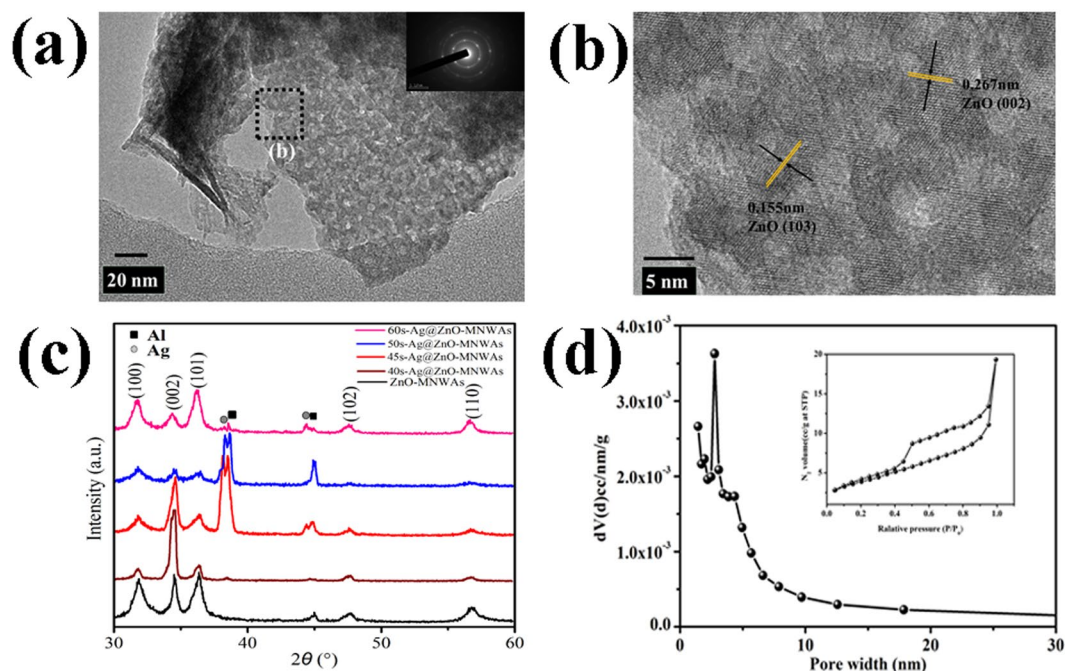 (a)
(b)
20 nm
(b)
0.267nm
ZnO (002)
0.155nm
ZnO (103)
5 nm
(c)
Al
Ag
60s-Ag@ZnO-MNWAs
50s-Ag@ZnO-MNWAs
45s-Ag@ZnO-MNWAs
40s-Ag@ZnO-MNWAs
ZnO-MNWAs
(100)
(002)
(101)
(102)
(110)
Intensity (a.u.)
30 40 50 60
2θ (°)
(d)
4.0x10⁻³
3.0x10⁻³
2.0x10⁻³
1.0x10⁻³
0.0
dV(d)cc/nm/g
0 10 20 30
Pore width (nm)
20
15
10
5
N₂ volume(cc/g at STP)
0.0 0.2 0.4 0.6 0.8 1.0
Ralative pressure (P/P₀)